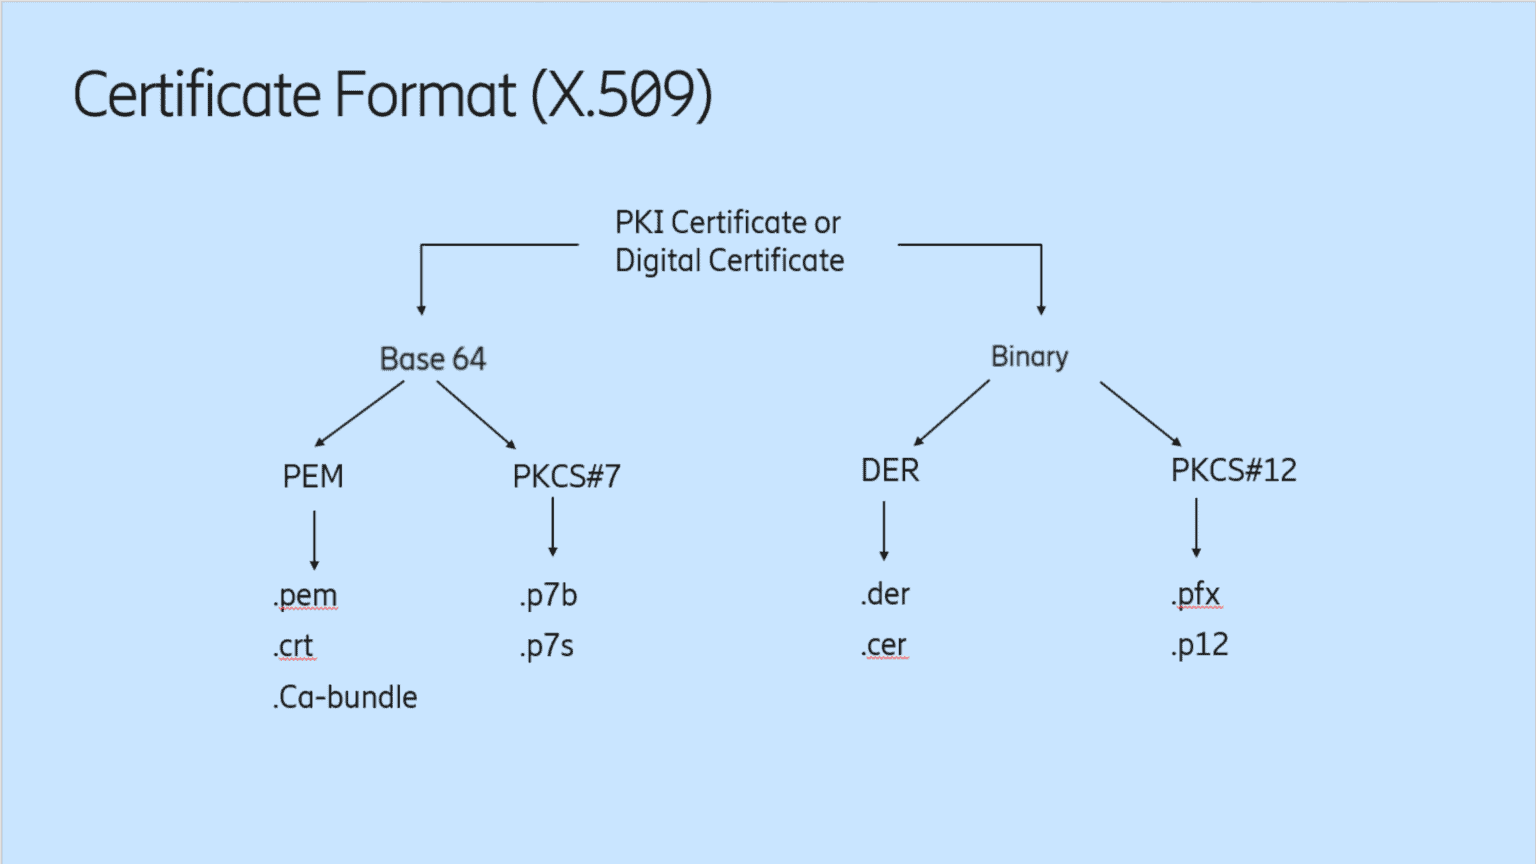 Certificate Format (X.509)
PKI Certificate or
Digital Certificate
Base 64
Binary
PEM
PKCS#7
DER
PKCS#12
.pem
.p7b
.der
.pfx
.crt
.p7s
.cer
.p12
.Ca-bundle